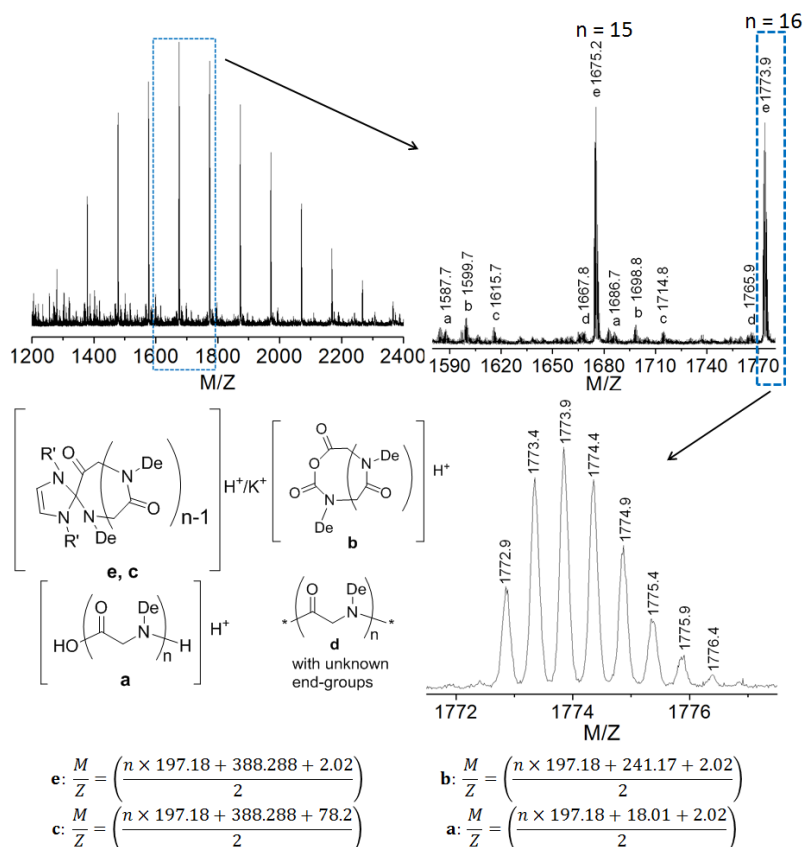 n = 15
n = 16
1200 1400 1600 1800 2000 2200 2400
M/Z
1587.7
a
1599.7
b
1615.7
c
1667.8
d
e 1675.2
1686.7
a
1698.8
b
1714.8
c
1765.9
d
e 1773.9
1590 1620 1650 1680 1710 1740 1770
M/Z
R'
N
O
De
N
N
N
O
R'
De
n-1
H+/K+
e, c
O
De
O
N
O
N
O
De
H+
b
O
De
HO
N
H
n
H+
a
O
De
*
N
*
n
d
with unknown
end-groups
1772.9
1773.4
1773.9
1774.4
1774.9
1775.4
1775.9
1776.4
1772 1774 1776
M/Z
e: M/Z = ((n × 197.18 + 388.288 + 2.02)/2)
b: M/Z = ((n × 197.18 + 241.17 + 2.02)/2)
c: M/Z = ((n × 197.18 + 388.288 + 78.2)/2)
a: M/Z = ((n × 197.18 + 18.01 + 2.02)/2)